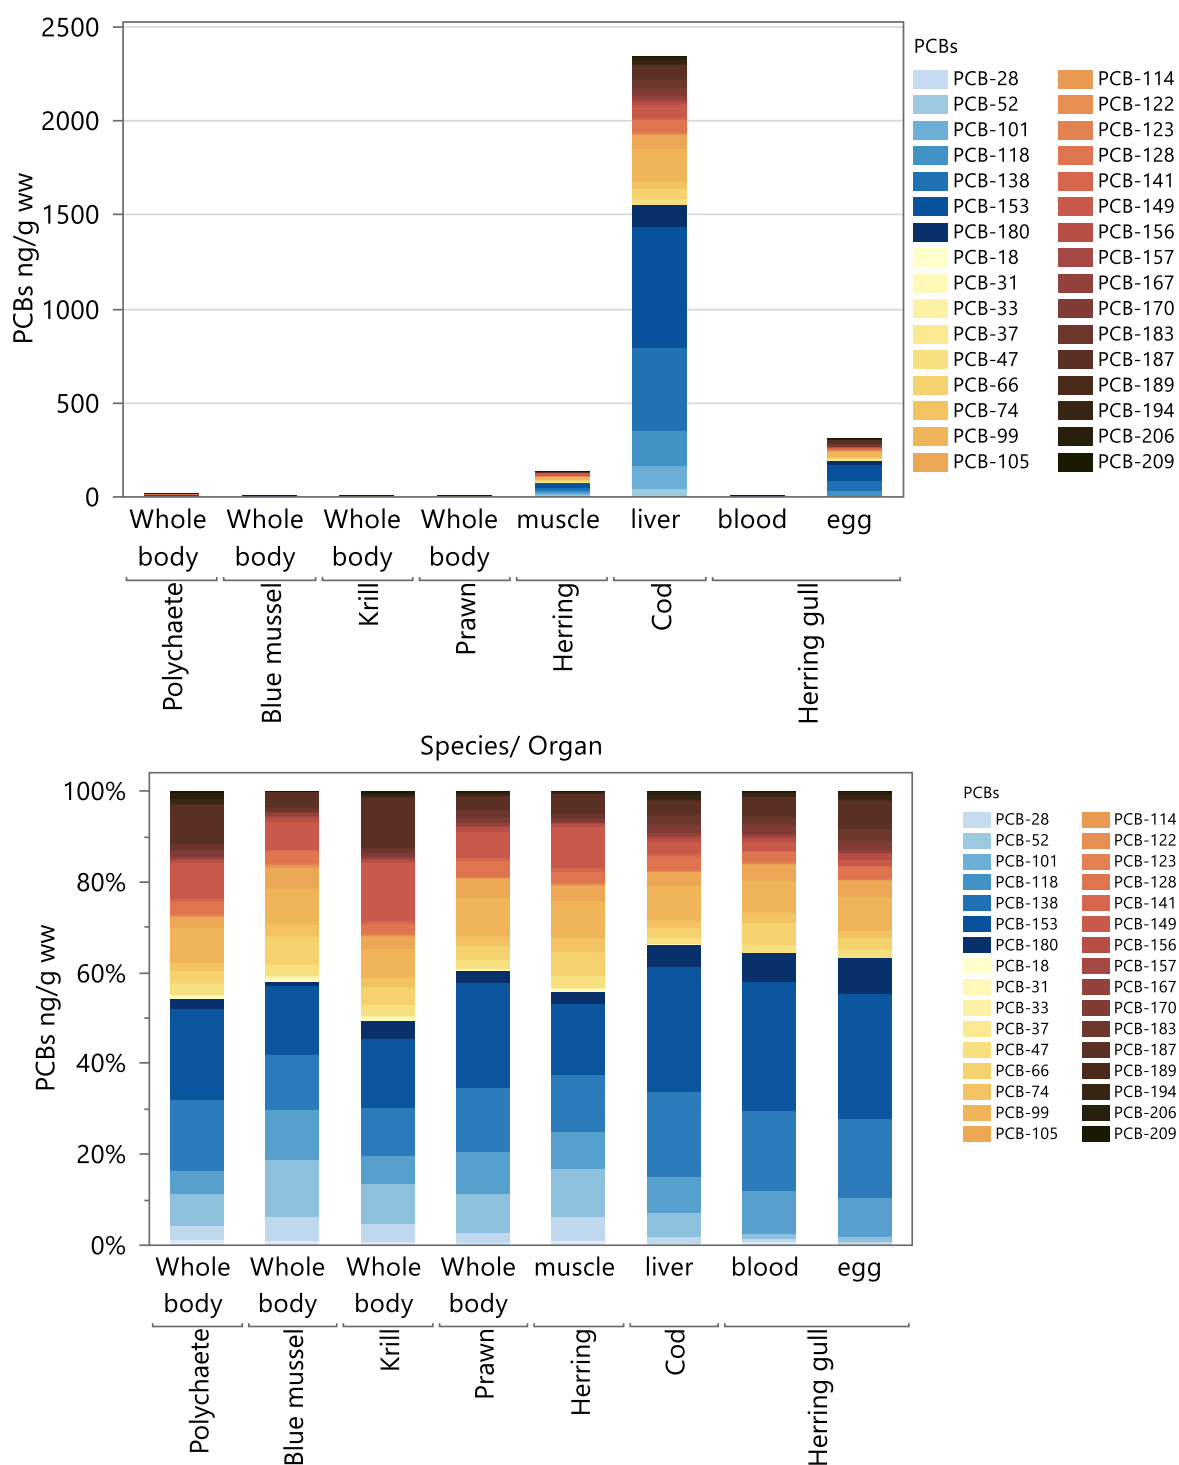 2500
2000
1500
1000
500
0
PCBs ng/g ww
Whole body
Whole body
Whole body
Whole body
muscle
liver
blood
egg
Polychaete
Blue mussel
Krill
Prawn
Herring
Cod
Herring gull
Species/ Organ
PCBs
PCB-28
PCB-52
PCB-101
PCB-118
PCB-138
PCB-153
PCB-180
PCB-18
PCB-31
PCB-33
PCB-37
PCB-47
PCB-66
PCB-74
PCB-99
PCB-105
PCB-114
PCB-122
PCB-123
PCB-128
PCB-141
PCB-149
PCB-156
PCB-157
PCB-167
PCB-170
PCB-183
PCB-187
PCB-189
PCB-194
PCB-206
PCB-209
100%
80%
60%
40%
20%
0%
PCBs ng/g ww
Whole body
Whole body
Whole body
Whole body
muscle
liver
blood
egg
Polychaete
Blue mussel
Krill
Prawn
Herring
Cod
Herring gull
PCBs
PCB-28
PCB-52
PCB-101
PCB-118
PCB-138
PCB-153
PCB-180
PCB-18
PCB-31
PCB-33
PCB-37
PCB-47
PCB-66
PCB-74
PCB-99
PCB-105
PCB-114
PCB-122
PCB-123
PCB-128
PCB-141
PCB-149
PCB-156
PCB-157
PCB-167
PCB-170
PCB-183
PCB-187
PCB-189
PCB-194
PCB-206
PCB-209